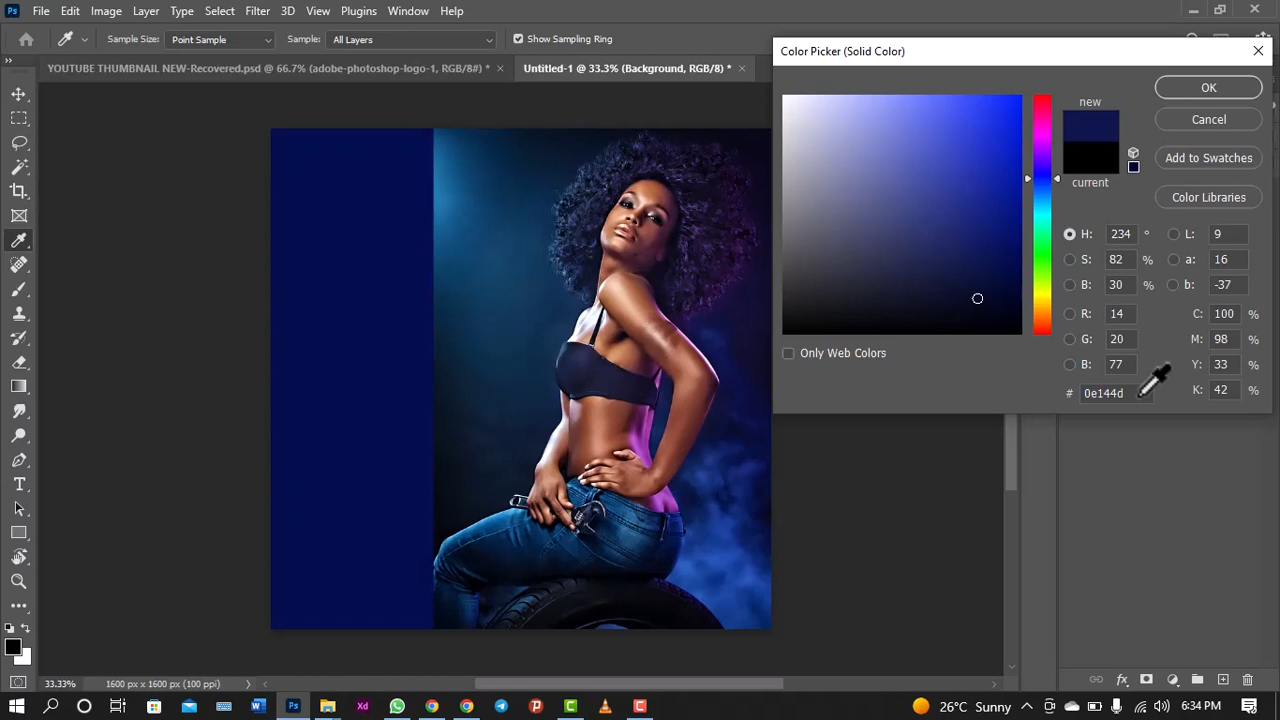 Ps File Edit Image Layer Type Select Filter 3D View Plugins Window Help
Sample Size: Point Sample Sample: All Layers Show Sampling Ring
YOUTUBE THUMBNAIL NEW-Recovered.psd @ 66.7% (adobe-photoshop-logo-1, RGB/8#) * × Untitled-1 @ 33.3% (Background, RGB/8) * ×
Color Picker (Solid Color)
OK
new
Cancel
Add to Swatches
current
Color Libraries
H: 234 ° L: 9
S: 82 % a: 16
B: 30 % b: -37
R: 14 C: 100 %
G: 20 M: 98 %
Only Web Colors
B: 77 Y: 33 %
# 0e144d K: 42 %
33.33% 1600 px x 1600 px (100 ppi)
26°C Sunny 6:34 PM